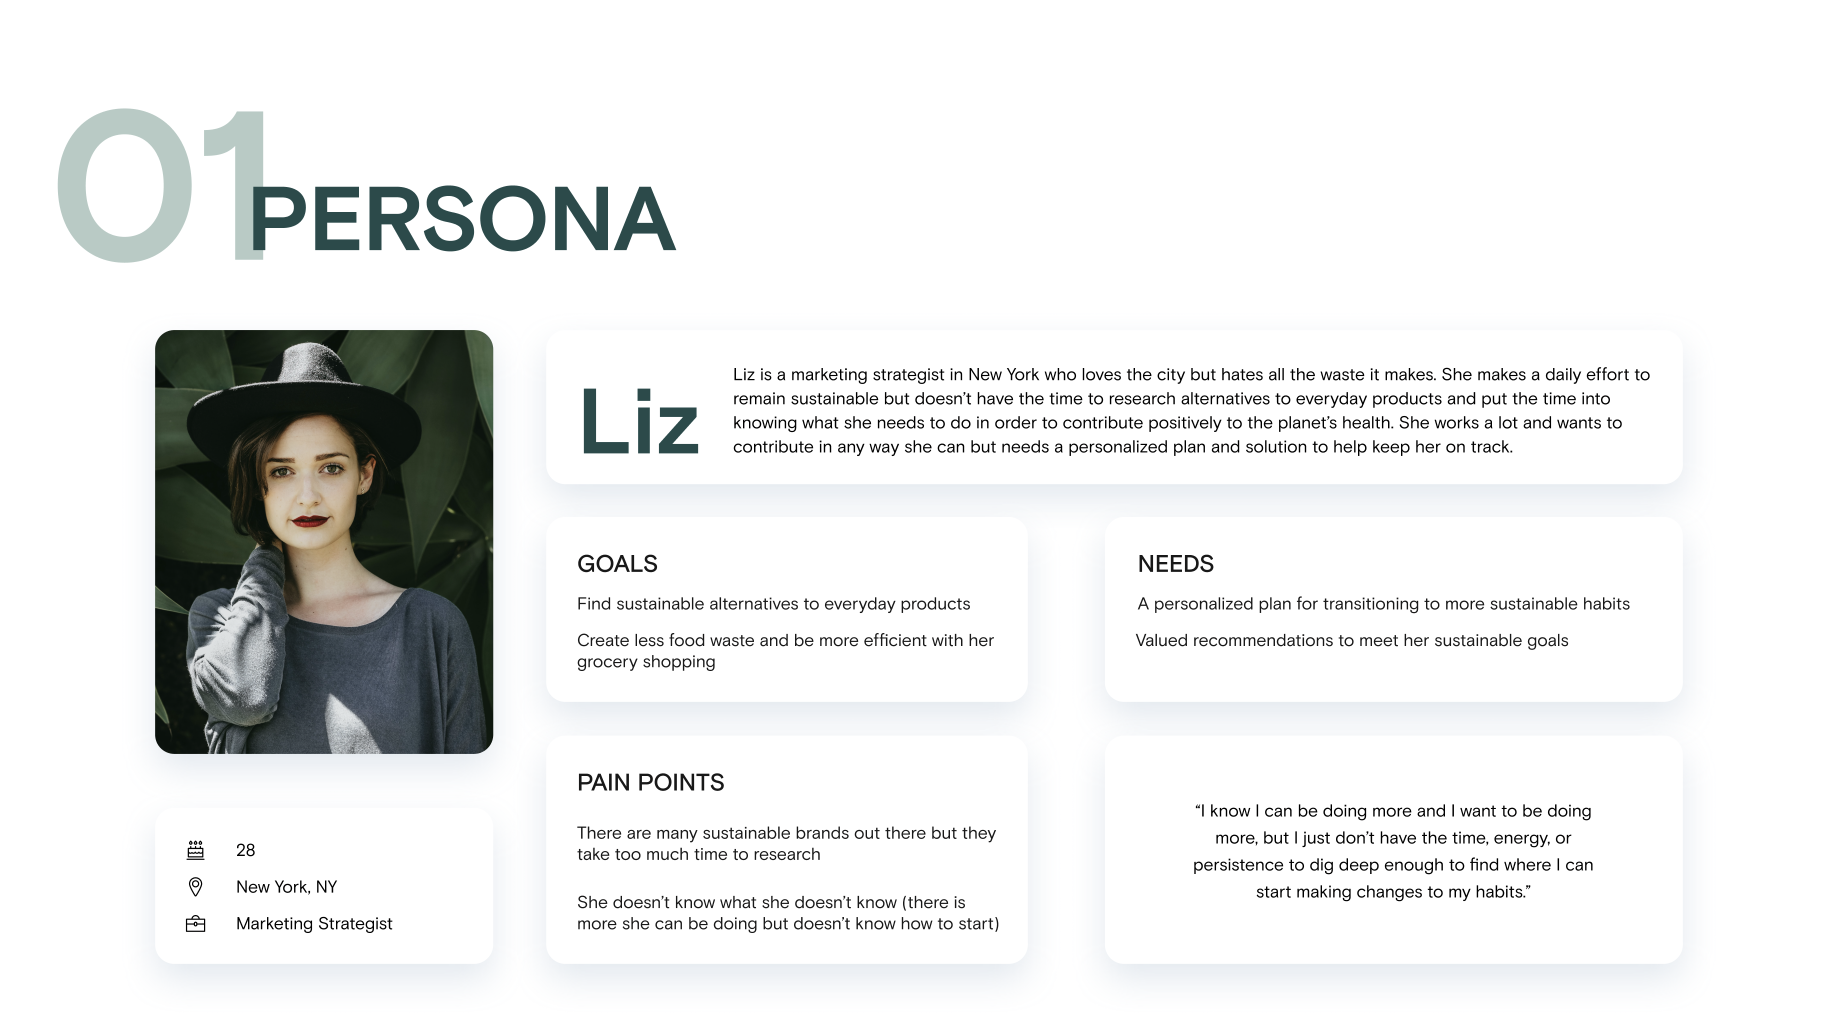 01
PERSONA
Liz
Liz is a marketing strategist in New York who loves the city but hates all the waste it makes. She makes a daily effort to
remain sustainable but doesn’t have the time to research alternatives to everyday products and put the time into
knowing what she needs to do in order to contribute positively to the planet’s health. She works a lot and wants to
contribute in any way she can but needs a personalized plan and solution to help keep her on track.
GOALS
Find sustainable alternatives to everyday products
Create less food waste and be more efficient with her
grocery shopping
NEEDS
A personalized plan for transitioning to more sustainable habits
Valued recommendations to meet her sustainable goals
PAIN POINTS
There are many sustainable brands out there but they
take too much time to research
She doesn’t know what she doesn’t know (there is
more she can be doing but doesn’t know how to start)
“I know I can be doing more and I want to be doing
more, but I just don’t have the time, energy, or
persistence to dig deep enough to find where I can
start making changes to my habits.”
28
New York, NY
Marketing Strategist